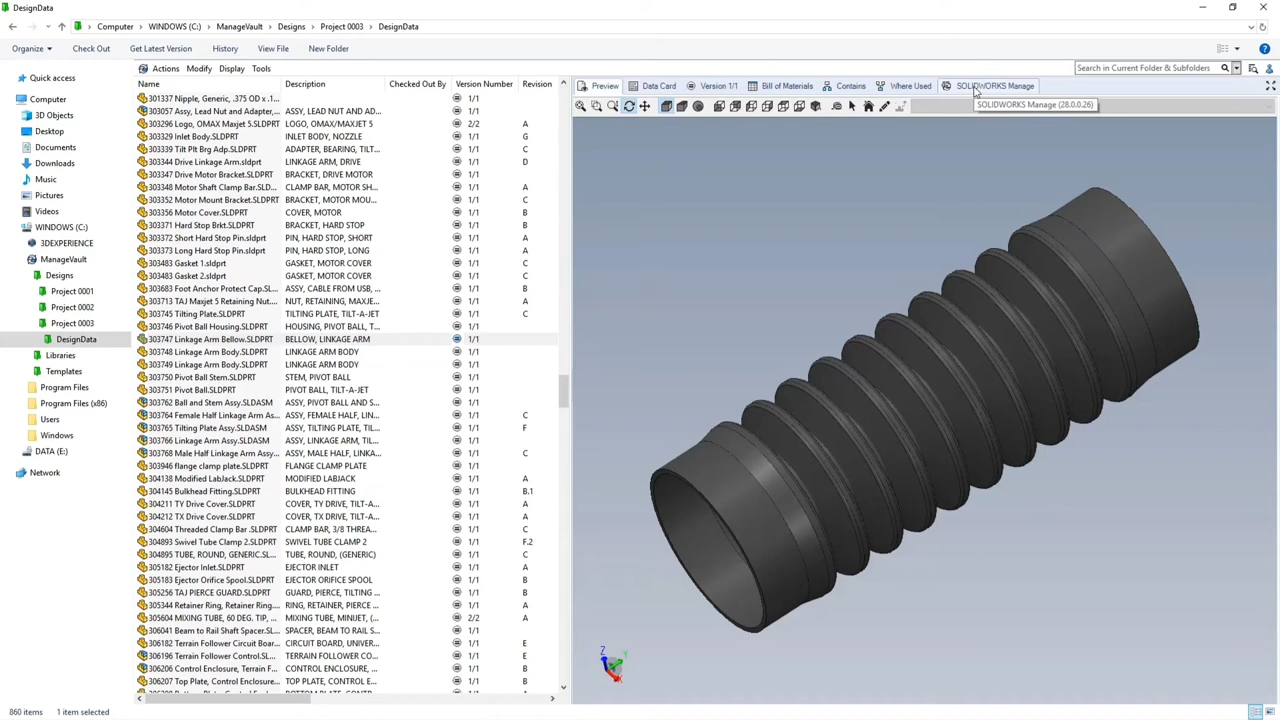 DesignData
Computer WINDOWS (C:) ManageVault Designs Project 0003 DesignData
Organize Check Out Get Latest Version History View File New Folder
Quick access
Computer
3D Objects
Desktop
Documents
Downloads
Music
Pictures
Videos
WINDOWS (C:)
3DEXPERIENCE
ManageVault
Designs
Project 0001
Project 0002
Project 0003
DesignData
Libraries
Templates
Program Files
Program Files (x86)
Users
Windows
DATA (E:)
Network
Actions Modify Display Tools
Search in Current Folder & Subfolders
Name Description Checked Out By Version Number Revision
301337 Nipple, Generic, .375 OD x .1... 1/1
303057 Assy, Lead Nut and Adapter,... ASSY, LEAD NUT AND AD... 1/1
303296 Logo, OMAX Maxjet 5.SLDPRT LOGO, OMAX/MAXJET 5 2/2 A
303329 Inlet Body.SLDPRT INLET BODY, NOZZLE 1/1 G
303339 Tilt Plt Brg Adp.SLDPRT ADAPTER, BEARING, TILT-... 1/1 C
303344 Drive Linkage Arm.sldprt LINKAGE ARM, DRIVE 1/1 D
303347 Drive Motor Bracket.SLDPRT BRACKET, DRIVE MOTOR 1/1
303348 Motor Shaft Clamp Bar.SLD... CLAMP BAR, MOTOR SH... 1/1 A
303352 Motor Mount Bracket.SLDPRT BRACKET, MOTOR MOU... 1/1 C
303356 Motor Cover.SLDPRT COVER, MOTOR 1/1 B
303371 Hard Stop Brkt.SLDPRT BRACKET, HARD STOP 1/1 B
303372 Short Hard Stop Pin.sldprt PIN, HARD STOP, SHORT 1/1 A
303373 Long Hard Stop Pin.sldprt PIN, HARD STOP, LONG 1/1 A
303483 Gasket 1.sldprt GASKET, MOTOR COVER 1/1 C
303483 Gasket 2.sldprt GASKET, MOTOR COVER 1/1 A
303683 Foot Anchor Protect Cap.S... ASSY, CABLE FROM USB,... 1/1 B
303713 TAJ Maxjet 5 Retaining Nut.... NUT, RETAINING, MAXJE... 1/1 A
303745 Tilting Plate.SLDPRT TILTING PLATE, TILT-A-JET 1/1 C
303746 Pivot Ball Housing.SLDPRT HOUSING, PIVOT BALL, T... 1/1
303747 Linkage Arm Bellow.SLDPRT BELLOW, LINKAGE ARM 1/1
303748 Linkage Arm Body.SLDPRT LINKAGE ARM BODY 1/1
303749 Linkage Arm Body.SLDPRT LINKAGE ARM BODY 1/1
303750 Pivot Ball Stem.SLDPRT STEM, PIVOT BALL 1/1
303751 Pivot Ball.SLDPRT PIVOT BALL, TILT-A-JET 1/1
303762 Ball and Stem Assy.SLDASM ASSY, PIVOT BALL AND S... 1/1
303764 Female Half Linkage Arm As... ASSY, FEMALE HALF, LIN... 1/1 C
303765 Tilting Plate Assy.SLDASM ASSY, TILTING PLATE, TIL... 1/1 F
303766 Linkage Arm Assy.SLDASM ASSY, LINKAGE ARM, TIL... 1/1
303768 Male Half Linkage Arm Ass... ASSY, MALE HALF, LINKA... 1/1 C
303946 flange clamp plate.SLDPRT FLANGE CLAMP PLATE 1/1
304138 Modified LabJack.SLDPRT MODIFIED LABJACK 1/1 A
304145 Bulkhead Fitting.SLDPRT BULKHEAD FITTING 1/1 B.1
304211 TY Drive Cover.SLDPRT COVER, TY DRIVE, TILT-A... 1/1 A
304212 TX Drive Cover.SLDPRT COVER, TX DRIVE, TILT-A... 1/1 A
304604 Threaded Clamp Bar .SLDPRT CLAMP BAR, 3/8 THREA... 1/1 C
304893 Swivel Tube Clamp 2.SLDPRT SWIVEL TUBE CLAMP 2 1/1 F.2
304895 TUBE, ROUND, GENERIC.SL... TUBE, ROUND, (GENERIC) 1/1 C
305182 Ejector Inlet.SLDPRT EJECTOR INLET 1/1 A
305183 Ejector Orifice Spool.SLDPRT EJECTOR ORIFICE SPOOL 1/1 B
305256 TAJ PIERCE GUARD.SLDPRT GUARD, PIERCE, TILTING ... 1/1 B
305344 Retainer Ring, Retainer Rin... RING, RETAINER, PIERCE ... 1/1 A
305604 MIXING TUBE, 60 DEG. TIP, ... MIXING TUBE, MINIJET, (... 2/2 A
306041 Beam to Rail Shaft Spacer.SL... SPACER, BEAM TO RAIL ... 1/1
306182 Terrain Follower Circuit Boar... CIRCUIT BOARD, UNIVER... 1/1 E
306196 Terrain Follower Control.SL... TERRAIN FOLLOWER CO... 1/1 E
306206 Control Enclosure, Terrain F... CONTROL ENCLOSURE, ... 1/1 E
306207 Top Plate, Control Enclosure... TOP PLATE, CONTROL E... 1/1 B
Preview Data Card Version 1/1 Bill of Materials Contains Where Used SOLIDWORKS Manage
SOLIDWORKS Manage (28.0.0.26)
Z
Y
X
860 items 1 item selected